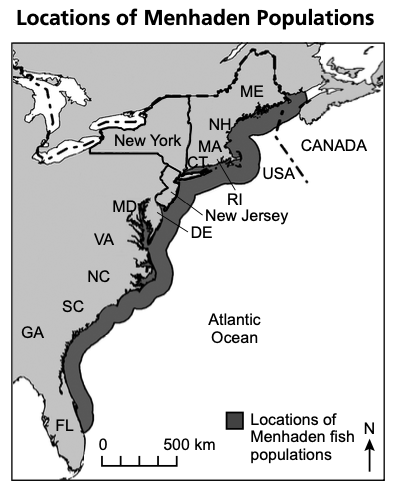 Locations of Menhaden Populations
ME
NH
New York
MA
CANADA
CT
USA
RI
MD
New Jersey
DE
VA
NC
SC
Atlantic
Ocean
GA
FL
0 500 km
Locations of
Menhaden fish
populations
N